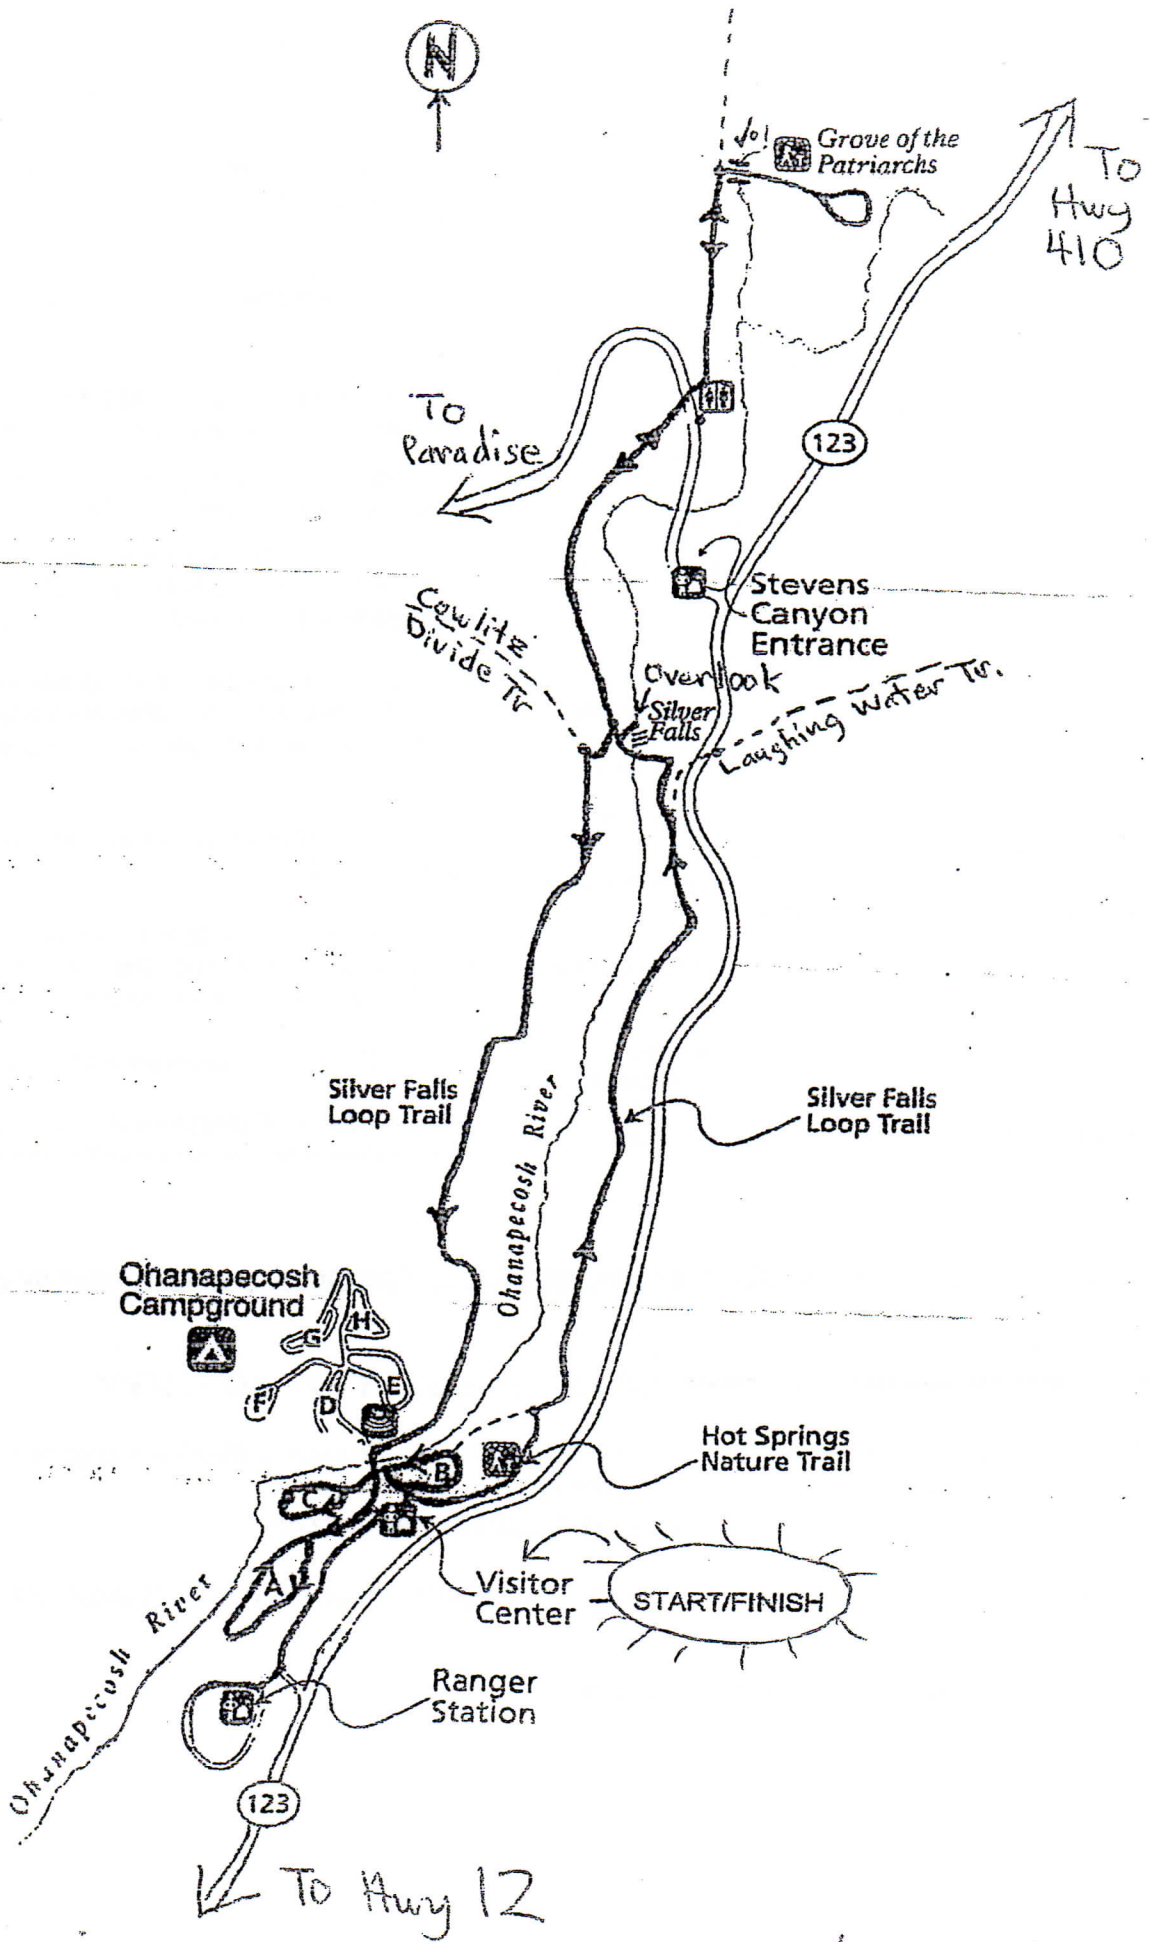 N
Yo!
Grove of the
Patriarchs
To
Hwy
410
To
Paradise
123
Stevens
Canyon
Entrance
Cowlitz
Divide Tr
Overlook
Silver
Falls
Laughing Water Tr.
Silver Falls
Loop Trail
Silver Falls
Loop Trail
Ohanapecosh River
Ohanapecosh
Campground
H
G
E
F
D
Hot Springs
Nature Trail
B
C
A
Visitor
Center
START/FINISH
Ohanapecosh River
Ranger
Station
123
To Hwy 12